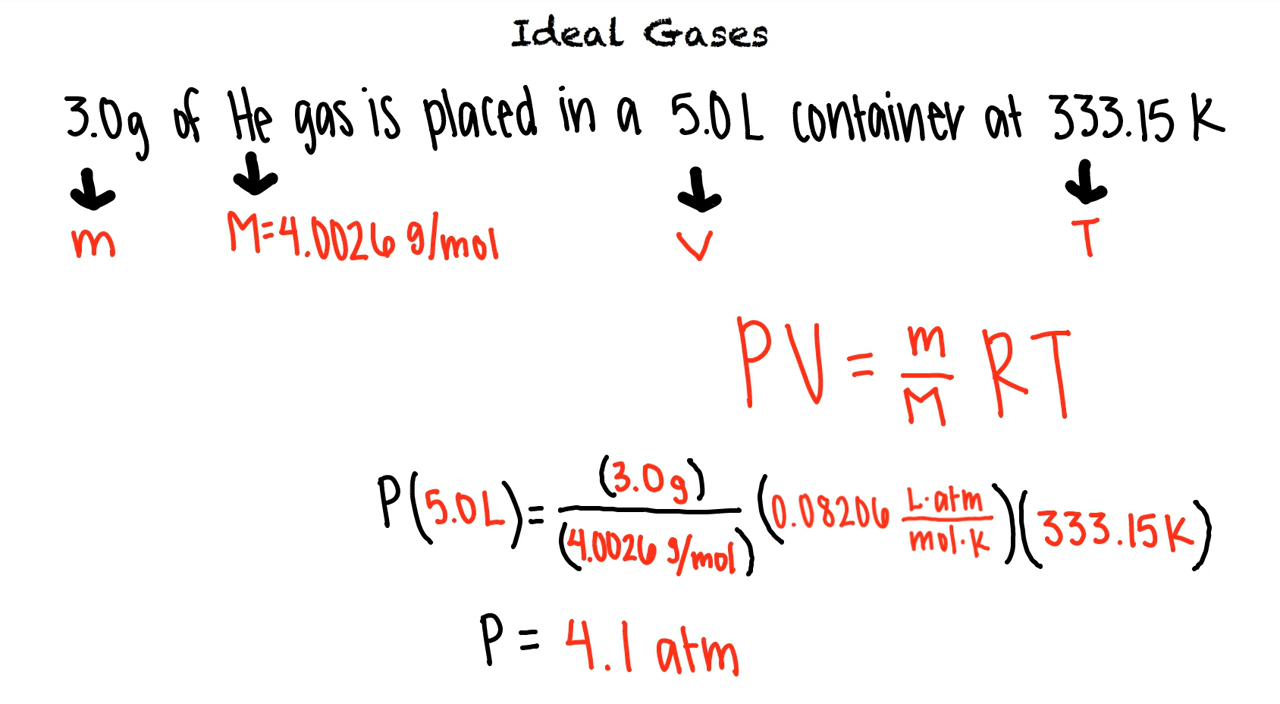 Ideal Gases
3.0g of He gas is placed in a 5.0L container at 333.15 K
m M=4.0026 g/mol V T
PV = m/M RT
P(5.0L) = (3.0g)/(4.0026 g/mol) (0.08206 L·atm/mol·K)(333.15K)
P = 4.1 atm